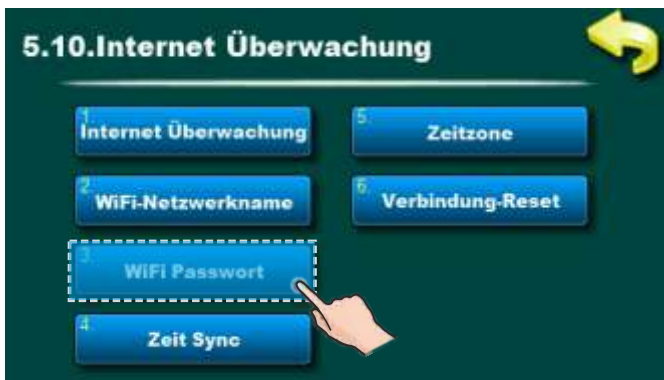 5.10.Internet Überwachung
1.
Internet Überwachung
2.
WiFi-Netzwerkname
3.
WiFi Passwort
4.
Zeit Sync
5.
Zeitzone
6.
Verbindung-Reset